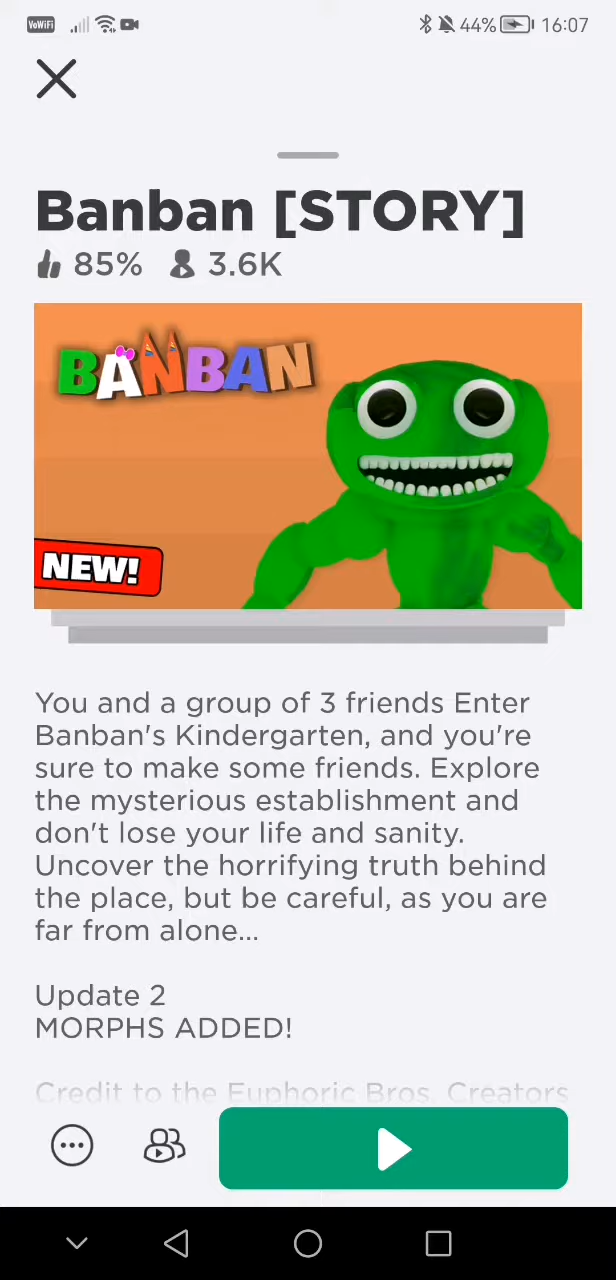 VoWiFi
44% 16:07
Banban [STORY]
85% 3.6K
BANBAN
NEW!
You and a group of 3 friends Enter
Banban's Kindergarten, and you're
sure to make some friends. Explore
the mysterious establishment and
don't lose your life and sanity.
Uncover the horrifying truth behind
the place, but be careful, as you are
far from alone...
Update 2
MORPHS ADDED!
Credit to the Euphoric Bros. Creators